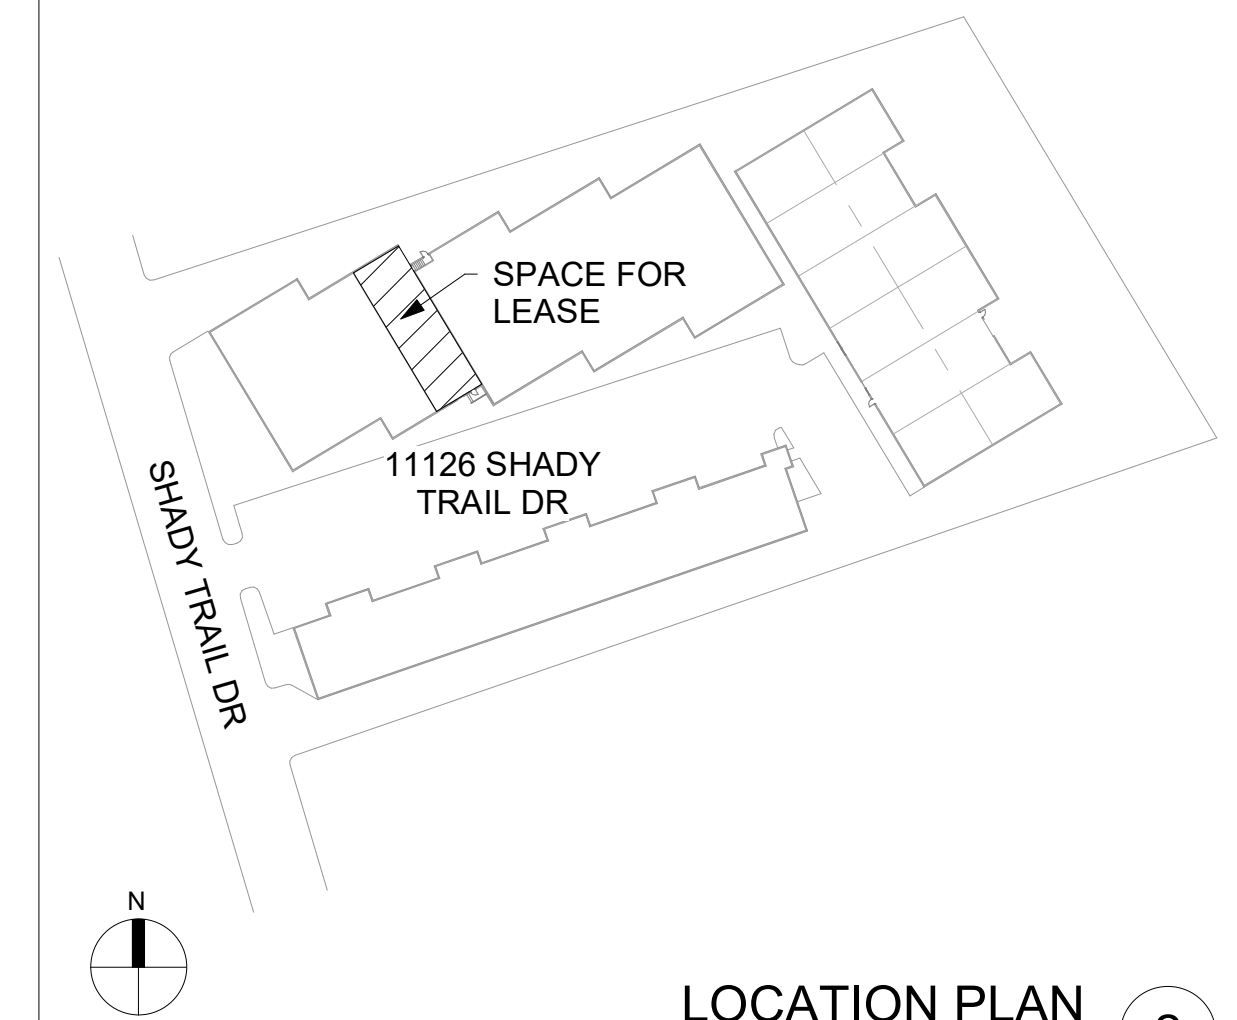 SPACE FOR
LEASE
11126 SHADY
TRAIL DR
SHADY TRAIL DR
N
LOCATION PLAN